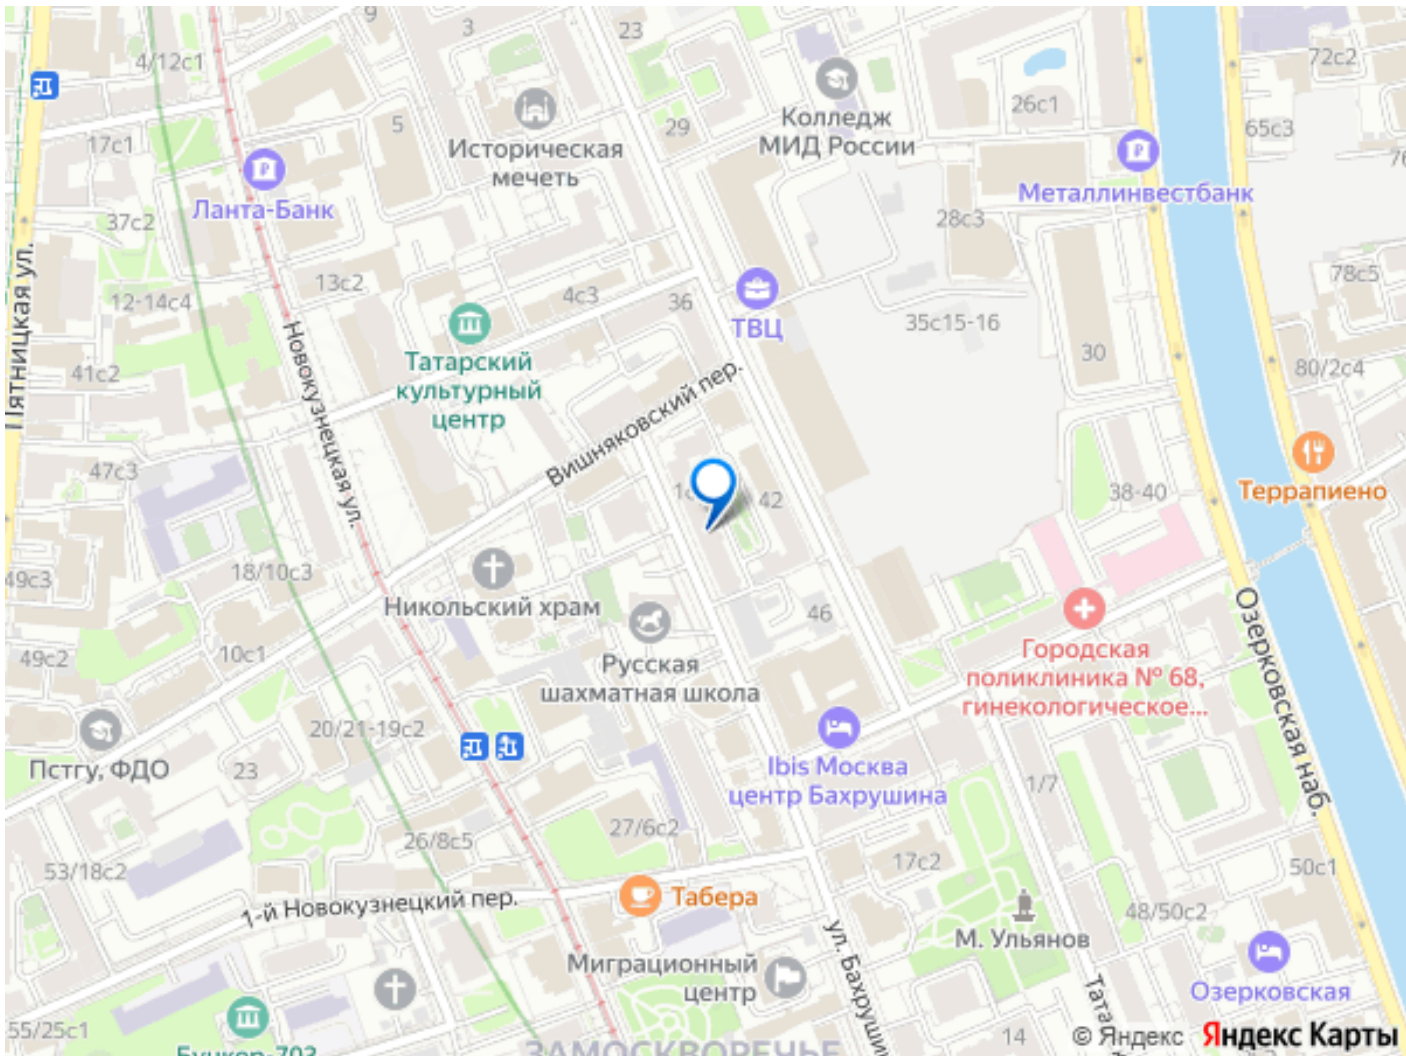 9
3
23
4/12с1
72с2
5
29
26с1
65с3
17с1
Колледж
МИД России
Историческая
мечеть
Ланта-Банк
Металлинвестбанк
37с2
28с3
Пятницкая ул.
13с2
12-14с4
4с3
36
78с5
ТВЦ
35с15-16
Новокузнецкая ул.
Татарский
культурный
центр
30
41с2
80/2с4
Вишняковский пер.
47с3
42
38-40
Террапиено
49с3
18/10с3
Никольский храм
46
Городская
поликлиника № 68,
гинекологическое...
Озерковская наб.
49с2
10с1
Русская
шахматная школа
20/21-19с2
Пстгу, ФДО
23
Ibis Москва
центр Бахрушина
1/7
27/6с2
26/8с5
17с2
53/18с2
50с1
1-й Новокузнецкий пер.
Табера
М. Ульянов
48/50с2
ул. Бахрушин
Миграционный
центр
Озерковская
Тата
55/25с1
14
Бункер-703
ЗАМОСКВОРЕЧЬЕ
© Яндекс Яндекс Карты